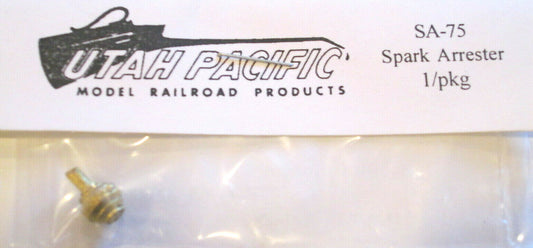 UTAH PACIFIC
MODEL RAILROAD PRODUCTS
SA-75
Spark Arrester
1/pkg